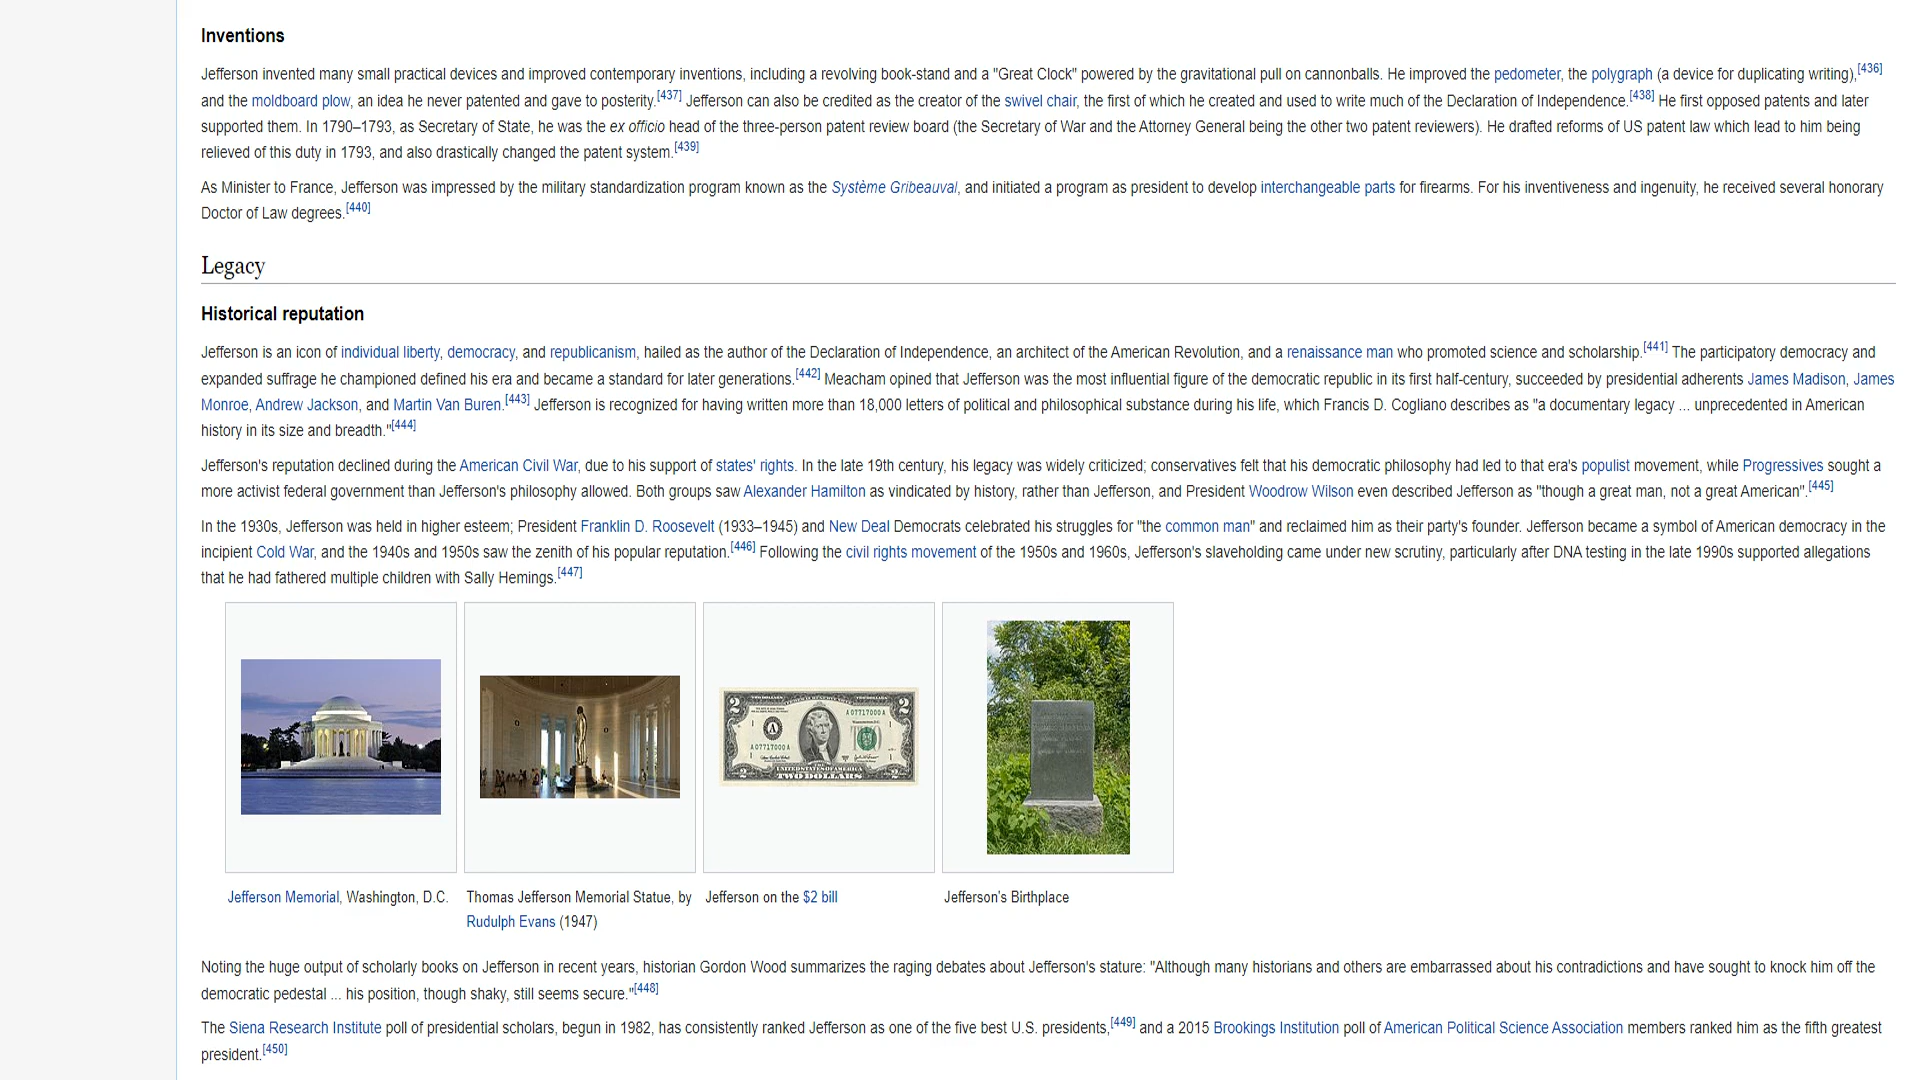 Inventions
Jefferson invented many small practical devices and improved contemporary inventions, including a revolving book-stand and a "Great Clock" powered by the gravitational pull on cannonballs. He improved the pedometer, the polygraph (a device for duplicating writing),[436]
and the moldboard plow, an idea he never patented and gave to posterity.[437] Jefferson can also be credited as the creator of the swivel chair, the first of which he created and used to write much of the Declaration of Independence.[438] He first opposed patents and later
supported them. In 1790–1793, as Secretary of State, he was the ex officio head of the three-person patent review board (the Secretary of War and the Attorney General being the other two patent reviewers). He drafted reforms of US patent law which lead to him being
relieved of this duty in 1793, and also drastically changed the patent system.[439]
As Minister to France, Jefferson was impressed by the military standardization program known as the Système Gribeauval, and initiated a program as president to develop interchangeable parts for firearms. For his inventiveness and ingenuity, he received several honorary
Doctor of Law degrees.[440]
Legacy
Historical reputation
Jefferson is an icon of individual liberty, democracy, and republicanism, hailed as the author of the Declaration of Independence, an architect of the American Revolution, and a renaissance man who promoted science and scholarship.[441] The participatory democracy and
expanded suffrage he championed defined his era and became a standard for later generations.[442] Meacham opined that Jefferson was the most influential figure of the democratic republic in its first half-century, succeeded by presidential adherents James Madison, James
Monroe, Andrew Jackson, and Martin Van Buren.[443] Jefferson is recognized for having written more than 18,000 letters of political and philosophical substance during his life, which Francis D. Cogliano describes as "a documentary legacy ... unprecedented in American
history in its size and breadth."[444]
Jefferson's reputation declined during the American Civil War, due to his support of states' rights. In the late 19th century, his legacy was widely criticized; conservatives felt that his democratic philosophy had led to that era's populist movement, while Progressives sought a
more activist federal government than Jefferson's philosophy allowed. Both groups saw Alexander Hamilton as vindicated by history, rather than Jefferson, and President Woodrow Wilson even described Jefferson as "though a great man, not a great American".[445]
In the 1930s, Jefferson was held in higher esteem; President Franklin D. Roosevelt (1933–1945) and New Deal Democrats celebrated his struggles for "the common man" and reclaimed him as their party's founder. Jefferson became a symbol of American democracy in the
incipient Cold War, and the 1940s and 1950s saw the zenith of his popular reputation.[446] Following the civil rights movement of the 1950s and 1960s, Jefferson's slaveholding came under new scrutiny, particularly after DNA testing in the late 1990s supported allegations
that he had fathered multiple children with Sally Hemings.[447]
2
2
A 07717000 A
A
A 07717000 A
UNITED STATES OF AMERICA
2 TWO DOLLARS 2
Jefferson Memorial, Washington, D.C.
Thomas Jefferson Memorial Statue, by
Rudulph Evans (1947)
Jefferson on the $2 bill
Jefferson's Birthplace
Noting the huge output of scholarly books on Jefferson in recent years, historian Gordon Wood summarizes the raging debates about Jefferson's stature: "Although many historians and others are embarrassed about his contradictions and have sought to knock him off the
democratic pedestal ... his position, though shaky, still seems secure."[448]
The Siena Research Institute poll of presidential scholars, begun in 1982, has consistently ranked Jefferson as one of the five best U.S. presidents,[449] and a 2015 Brookings Institution poll of American Political Science Association members ranked him as the fifth greatest
president.[450]